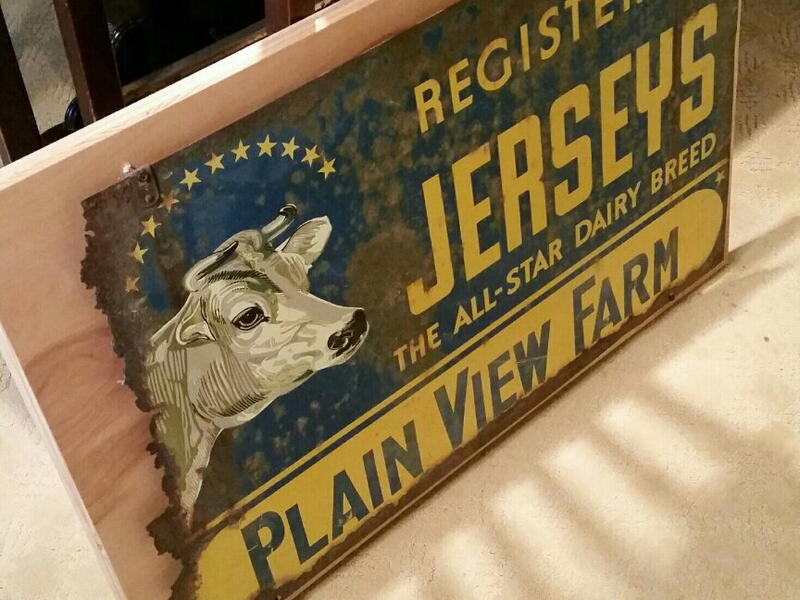 REGISTER
JERSEYS
THE ALL-STAR DAIRY BREED
PLAIN VIEW FARM